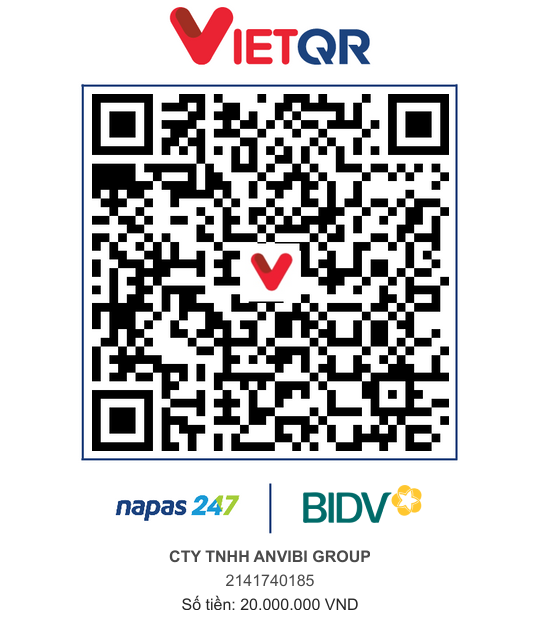 VIETQR
napas 247
BIDV
CTY TNHH ANVIBI GROUP
2141740185
Số tiền: 20.000.000 VND